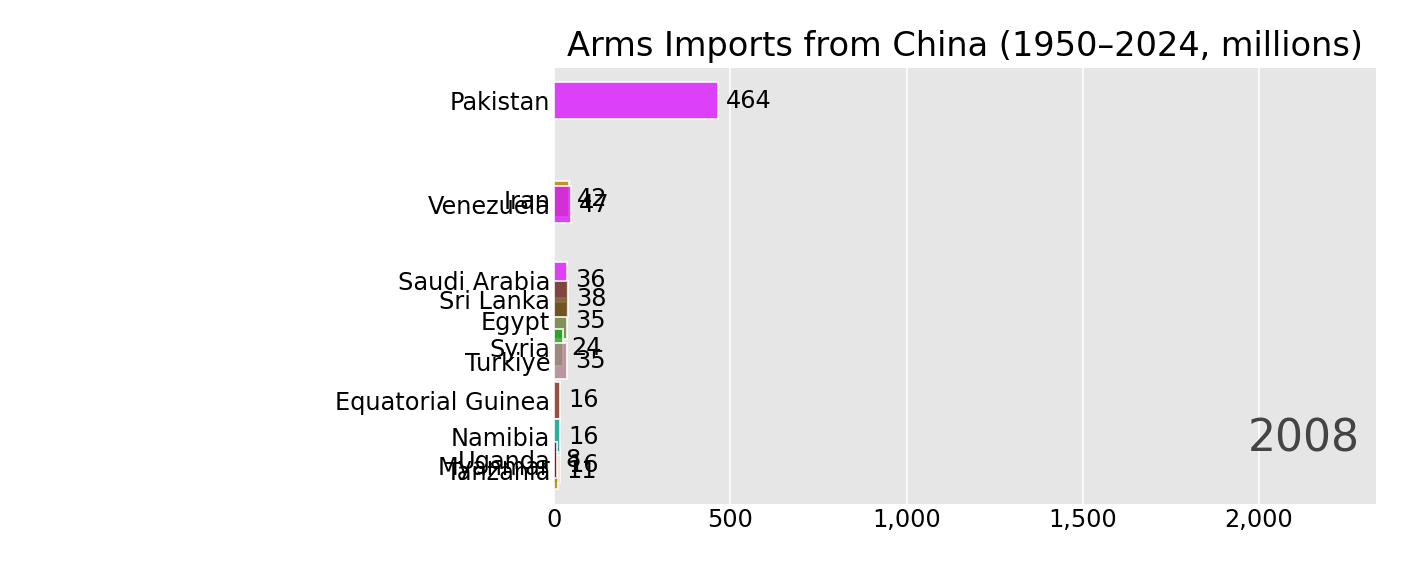 Arms Imports from China (1950–2024, millions)
Pakistan 464
Iran 42
Venezuela 47
Saudi Arabia 36
Sri Lanka 38
Egypt 35
Syria 24
Turkiye 35
Equatorial Guinea 16
Namibia 16
2008
Uganda 8
Myanmar 16
Tanzania 11
0 500 1,000 1,500 2,000